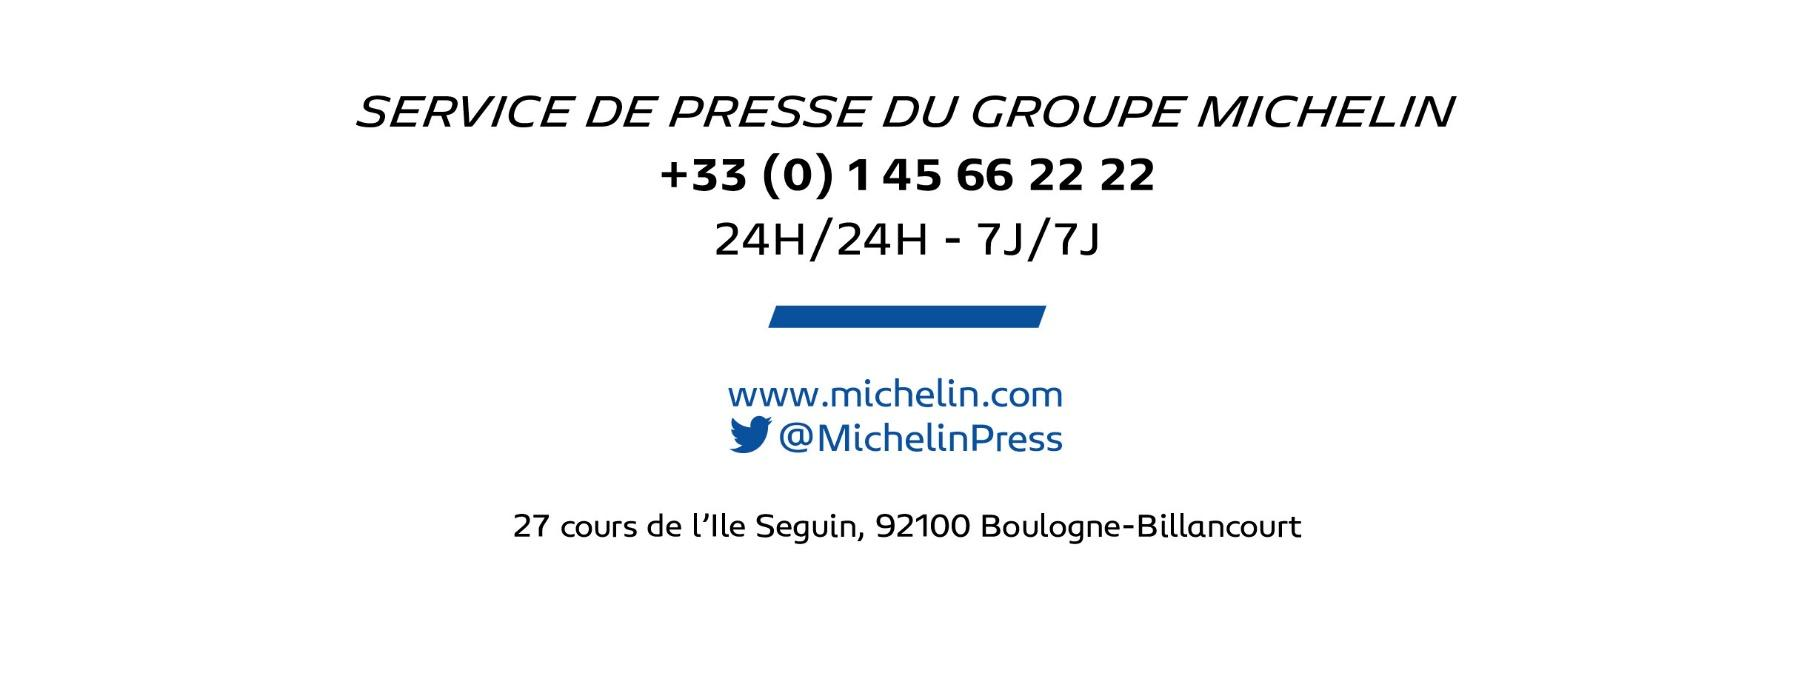 SERVICE DE PRESSE DU GROUPE MICHELIN
+33 (0) 1 45 66 22 22
24H/24H - 7J/7J
www.michelin.com
@MichelinPress
27 cours de l’Ile Seguin, 92100 Boulogne-Billancourt